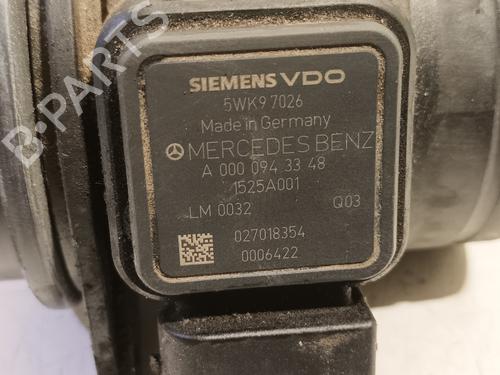 SIEMENS VDO
5WK9 7026
Made in Germany
MERCEDES BENZ
A 000 094 33 48
1525A001
LM 0032 Q03
027018354
0006422
B-PARTS